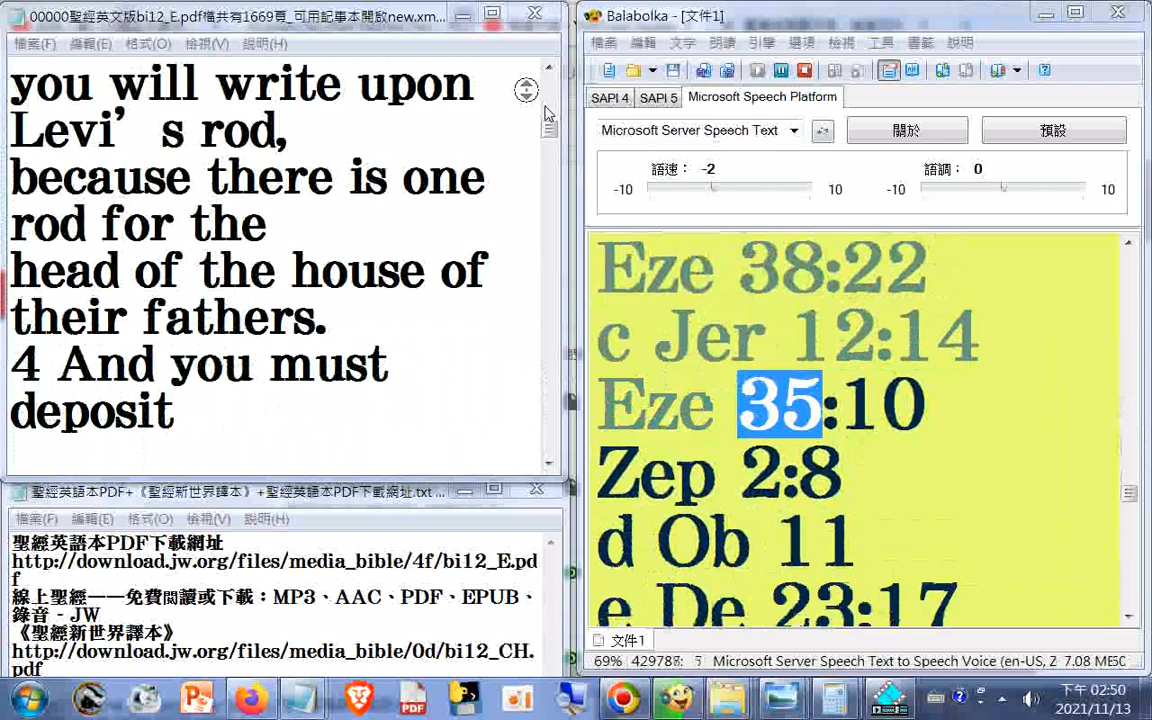 00000聖經英文版bi12_E.pdf檔共有1669頁_可用記事本開啟new.xm...
檔案(F) 編輯(E) 格式(O) 檢視(V) 說明(H)
you will write upon
Levi’s rod,
because there is one
rod for the
head of the house of
their fathers.
4 And you must
deposit
聖經英語本PDF+《聖經新世界譯本》+聖經英語本PDF下載網址.txt ...
檔案(F) 編輯(E) 格式(O) 檢視(V) 說明(H)
聖經英語本PDF下載網址
http://download.jw.org/files/media_bible/4f/bi12_E.pd
f
線上聖經——免費閱讀或下載：MP3、AAC、PDF、EPUB、
錄音 - JW
《聖經新世界譯本》
http://download.jw.org/files/media_bible/0d/bi12_CH.
pdf
Balabolka - [文件1]
檔案 編輯 文字 朗讀 引擎 選項 檢視 工具 書籤 說明
SAPI 4 SAPI 5 Microsoft Speech Platform
Microsoft Server Speech Text 關於 預設
語速： -2 語調： 0
-10 10 -10 10
Eze 38:22
c Jer 12:14
Eze 35:10
Zep 2:8
d Ob 11
e De 23:17
文件1
69% Microsoft Server Speech Text to Speech Voice (en-US, Z 7.08 ME
下午 02:50
2021/11/13